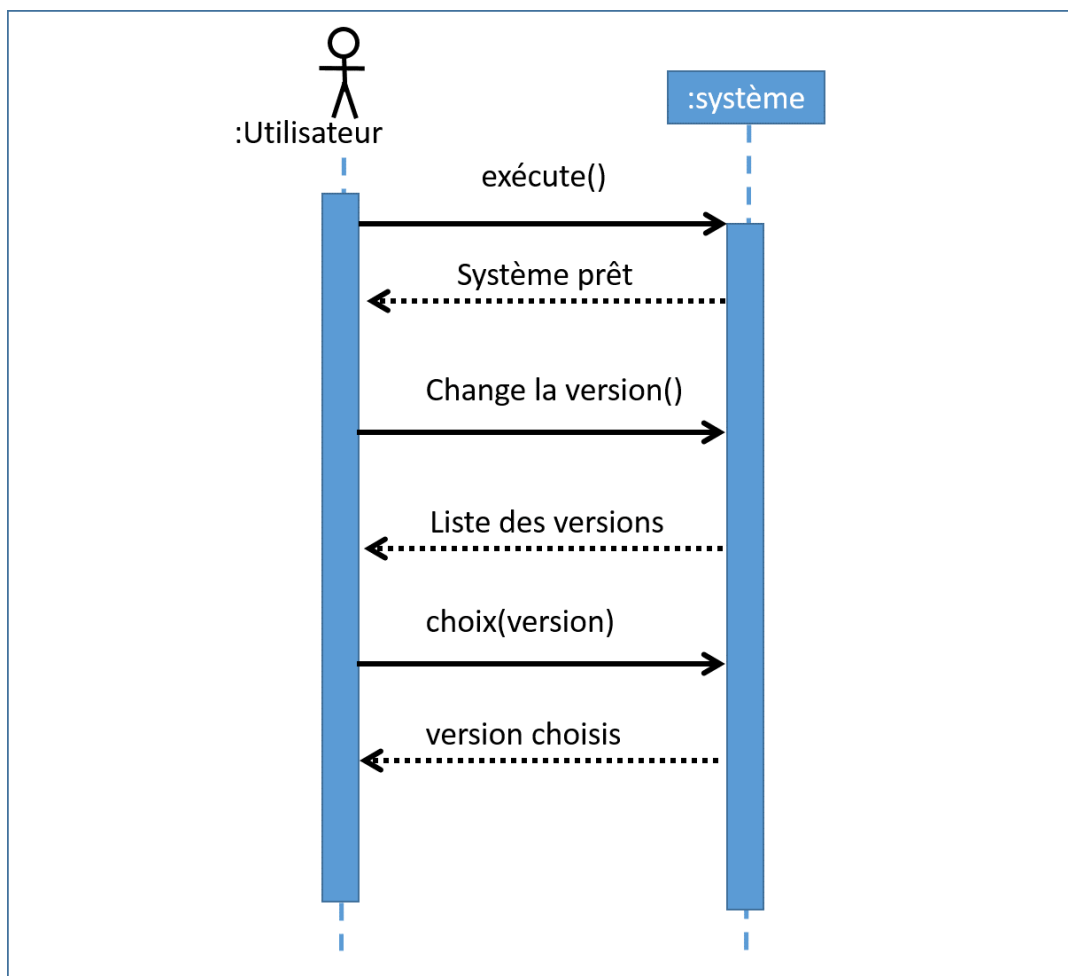 :Utilisateur
:système
exécute()
Système prêt
Change la version()
Liste des versions
choix(version)
version choisis